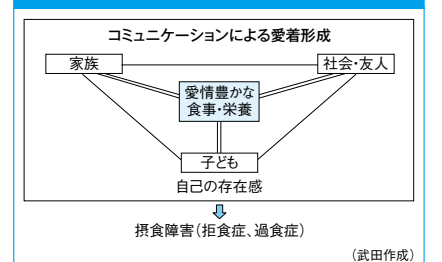 コミュニケーションによる愛着形成
家族
社会・友人
愛情豊かな
食事・栄養
子ども
自己の存在感
摂食障害(拒食症、過食症)
(武田作成)